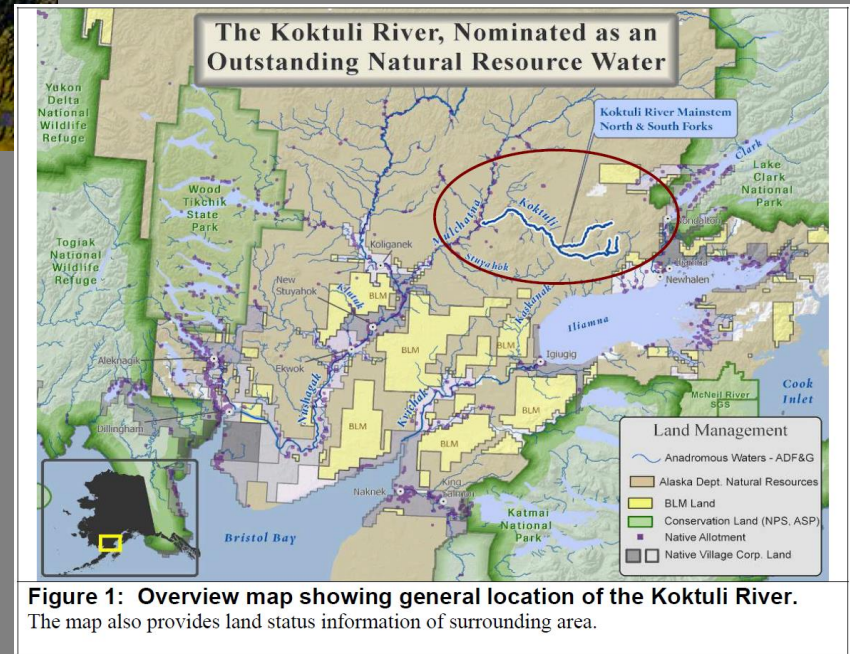 The Koktuli River, Nominated as an
Outstanding Natural Resource Water
Yukon
Delta
National
Wildlife
Refuge
Koktuli River Mainstem
North & South Forks
Clark
Lake
Clark
National
Park
Wood
Tikchik
State
Park
Mulchatna
Koktuli
Togiak
National
Wildlife
Refuge
Koliganek
Stuyahok
Newhalen
New
Stuyahok
Klutuk
BLM
Kaskanak
Iliamna
BLM
BLM
Igiugig
Aleknagik
Ekwok
Nushagak
Kvichak
McNeil River
SGS
Cook
Inlet
BLM
BLM
BLM
Dillingham
Land Management
Anadromous Waters - ADF&G
Alaska Dept. Natural Resources
BLM Land
Conservation Land (NPS, ASP)
Native Allotment
Native Village Corp. Land
Naknek
King
Salmon
Katmai
National
Park
Bristol Bay
Figure 1: Overview map showing general location of the Koktuli River.
The map also provides land status information of surrounding area.